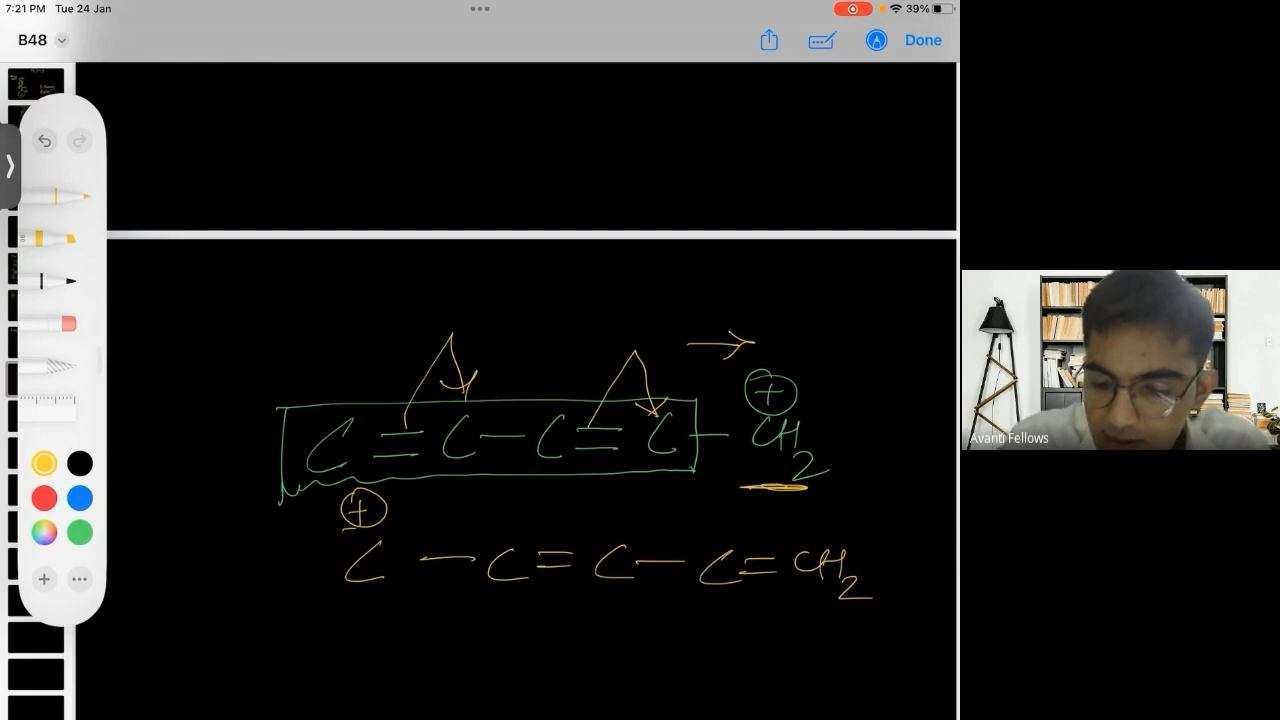 7:21 PM Tue 24 Jan
39%
B48
Done
+
C = C - C = C - CH2
+
C - C = C - C = CH2
Avanti Fellows